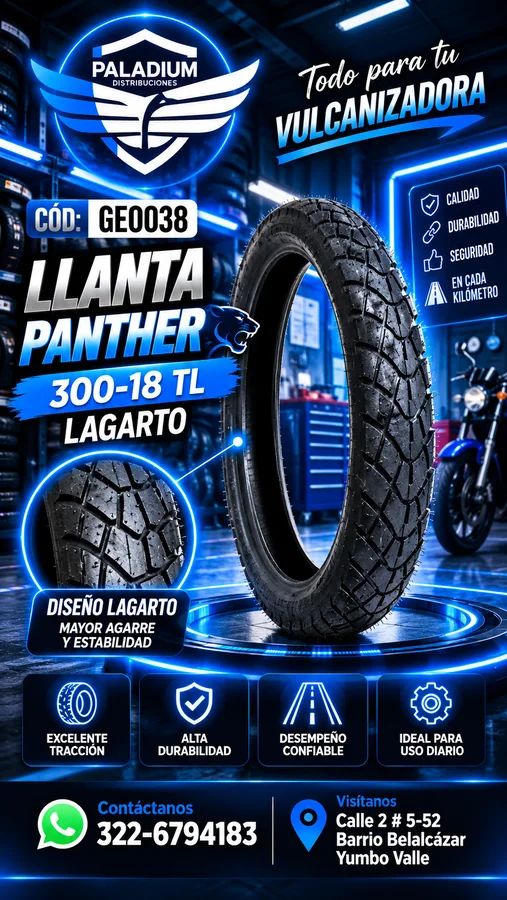 PALADIUM
DISTRIBUCIONES
Todo para tu
VULCANIZADORA
CALIDAD
DURABILIDAD
SEGURIDAD
EN CADA
KILÓMETRO
CÓD: GE0038
LLANTA
PANTHER
300-18 TL
LAGARTO
DISEÑO LAGARTO
MAYOR AGARRE
Y ESTABILIDAD
EXCELENTE
TRACCIÓN
ALTA
DURABILIDAD
DESEMPEÑO
CONFIABLE
IDEAL PARA
USO DIARIO
Contáctanos
322-6794183
Visítanos
Calle 2 # 5-52
Barrio Belalcázar
Yumbo Valle